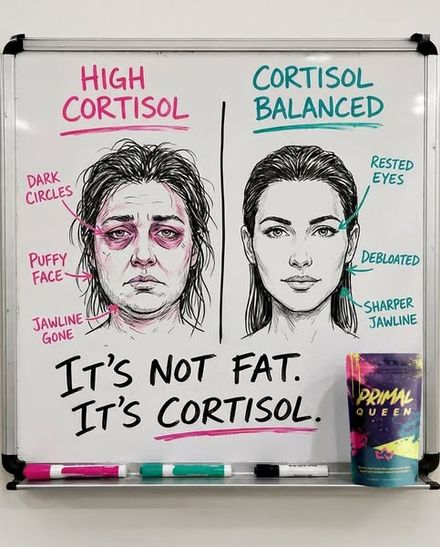 HIGH
CORTISOL
CORTISOL
BALANCED
DARK
CIRCLES
PUFFY
FACE
JAWLINE
GONE
RESTED
EYES
DEBLOATED
SHARPER
JAWLINE
IT'S NOT FAT.
IT'S CORTISOL.
PRIMAL
QUEEN